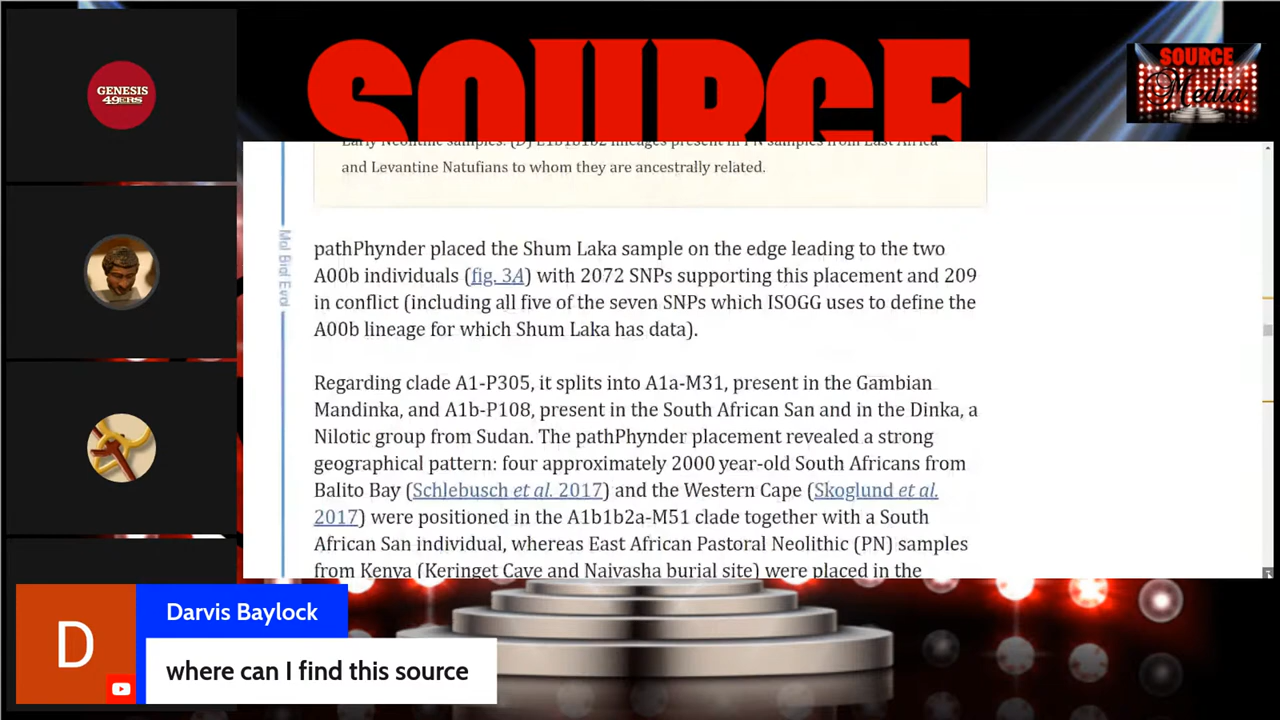 GENESIS
49ERS
SOURCE
SOURCE
Media
Early Neolithic samples. (D) E1b1b1b2 lineages present in PN samples from East Africa
and Levantine Natufians to whom they are ancestrally related.
Mol Biol Evol
pathPhynder placed the Shum Laka sample on the edge leading to the two
A00b individuals (fig. 3A) with 2072 SNPs supporting this placement and 209
in conflict (including all five of the seven SNPs which ISOGG uses to define the
A00b lineage for which Shum Laka has data).
Regarding clade A1-P305, it splits into A1a-M31, present in the Gambian
Mandinka, and A1b-P108, present in the South African San and in the Dinka, a
Nilotic group from Sudan. The pathPhynder placement revealed a strong
geographical pattern: four approximately 2000 year-old South Africans from
Balito Bay (Schlebusch et al. 2017) and the Western Cape (Skoglund et al.
2017) were positioned in the A1b1b2a-M51 clade together with a South
African San individual, whereas East African Pastoral Neolithic (PN) samples
from Kenya (Keringet Cave and Naivasha burial site) were placed in the
D
Darvis Baylock
where can I find this source